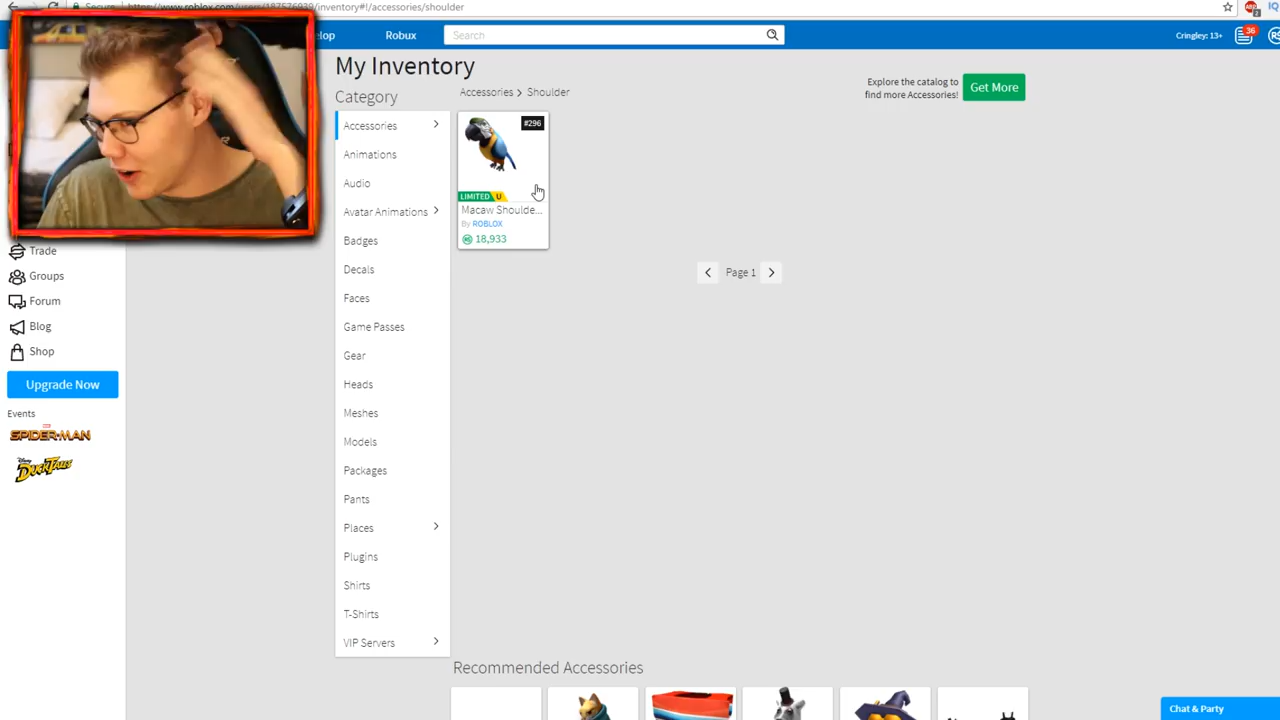 Secure
https://www.roblox.com/users/187576939/inventory#!/accessories/shoulder
2
IQ
elop
Robux
Search
Cringley: 13+
36
My Inventory
Category
Accessories > Shoulder
Explore the catalog to
find more Accessories!
Get More
Accessories
Animations
Audio
Avatar Animations
Badges
Decals
Faces
Game Passes
Gear
Heads
Meshes
Models
Packages
Pants
Places
Plugins
Shirts
T-Shirts
VIP Servers
#296
LIMITED U
Macaw Shoulde...
By ROBLOX
18,933
Page 1
Trade
Groups
Forum
Blog
Shop
Upgrade Now
Events
SPIDER-MAN
Disney
DUCKTALES
Recommended Accessories
Chat & Party